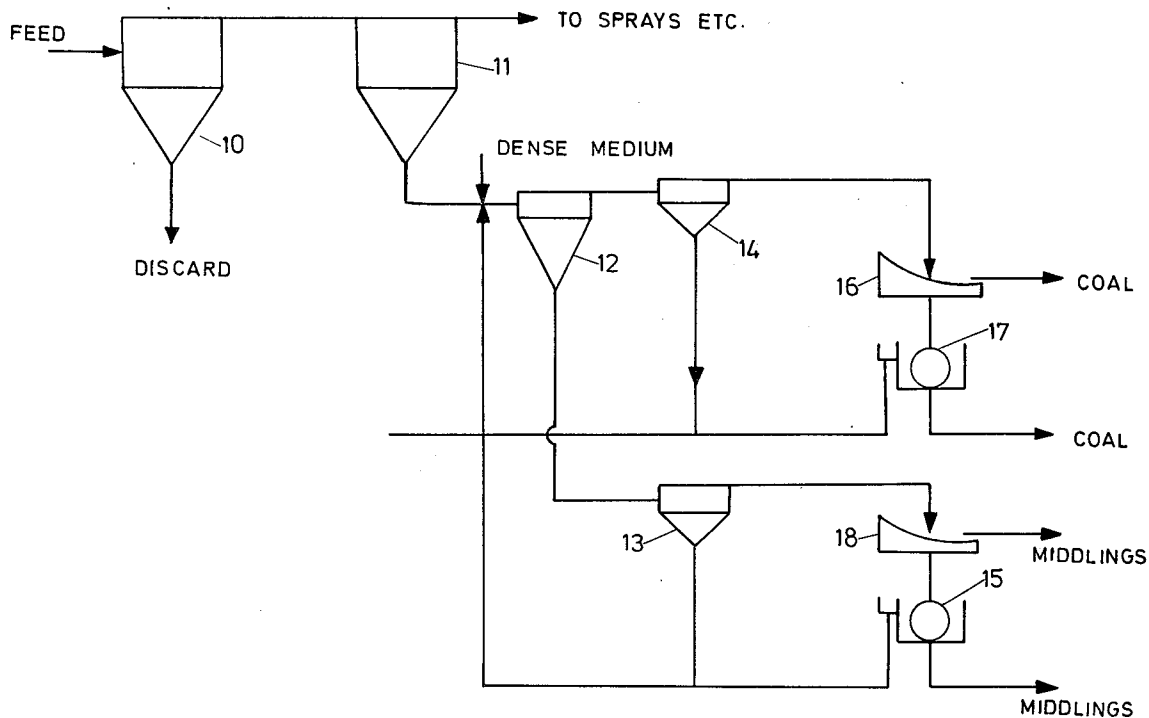 TO SPRAYS ETC.
FEED
11
10
DENSE MEDIUM
DISCARD
12
14
16
COAL
17
COAL
13
18
MIDDLINGS
15
MIDDLINGS